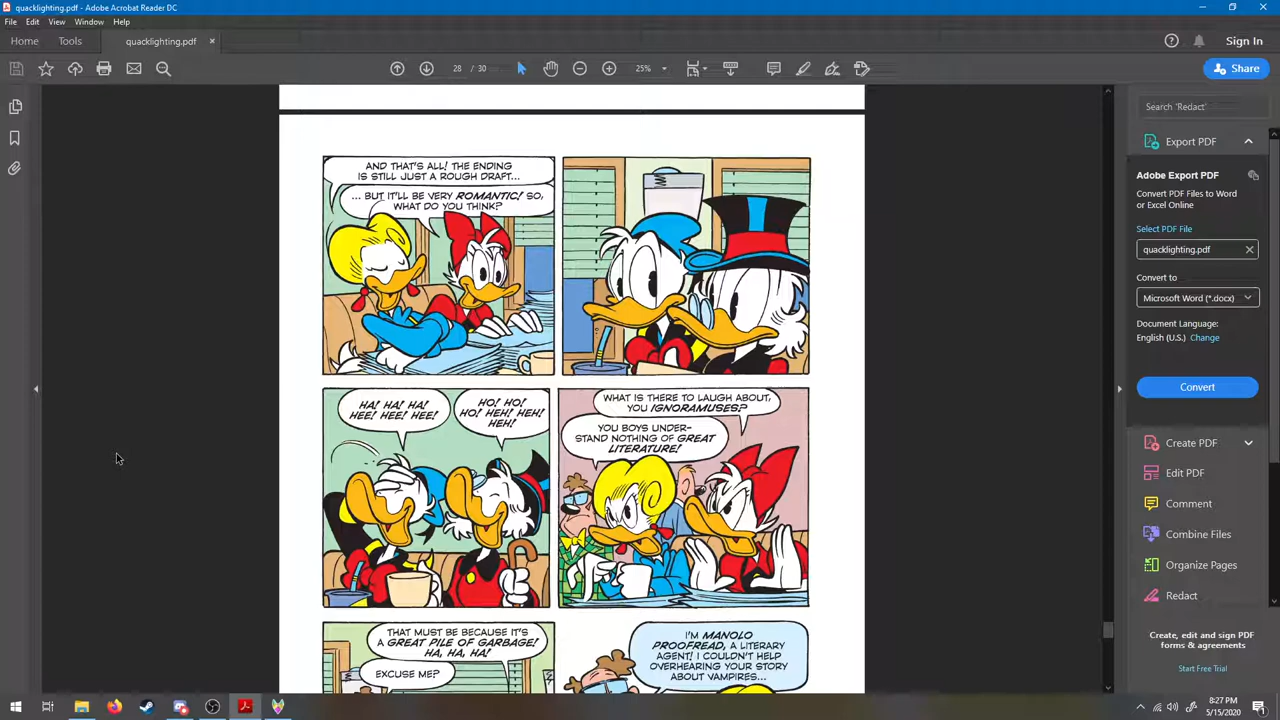 quacklighting.pdf - Adobe Acrobat Reader DC
File Edit View Window Help
Home Tools quacklighting.pdf × Sign In
28 / 30 25% Share
Search 'Redact'
Export PDF
Adobe Export PDF
Convert PDF Files to Word
or Excel Online
Select PDF File
quacklighting.pdf
Convert to
Microsoft Word (*.docx)
Document Language:
English (U.S.) Change
Convert
Create PDF
Edit PDF
Comment
Combine Files
Organize Pages
Redact
Create, edit and sign PDF
forms & agreements
Start Free Trial
AND THAT'S ALL! THE ENDING
IS STILL JUST A ROUGH DRAFT...
... BUT IT'LL BE VERY ROMANTIC! SO,
WHAT DO YOU THINK?
HA! HA! HA!
HEE! HEE! HEE!
HO! HO!
HO! HEH! HEH!
HEH!
WHAT IS THERE TO LAUGH ABOUT,
YOU IGNORAMUSES?
YOU BOYS UNDER-
STAND NOTHING OF GREAT
LITERATURE!
THAT MUST BE BECAUSE IT'S
A GREAT PILE OF GARBAGE!
HA, HA, HA!
EXCUSE ME?
I'M MANOLO
PROOFREAD, A LITERARY
AGENT! I COULDN'T HELP
OVERHEARING YOUR STORY
ABOUT VAMPIRES...
8:27 PM
5/15/2020